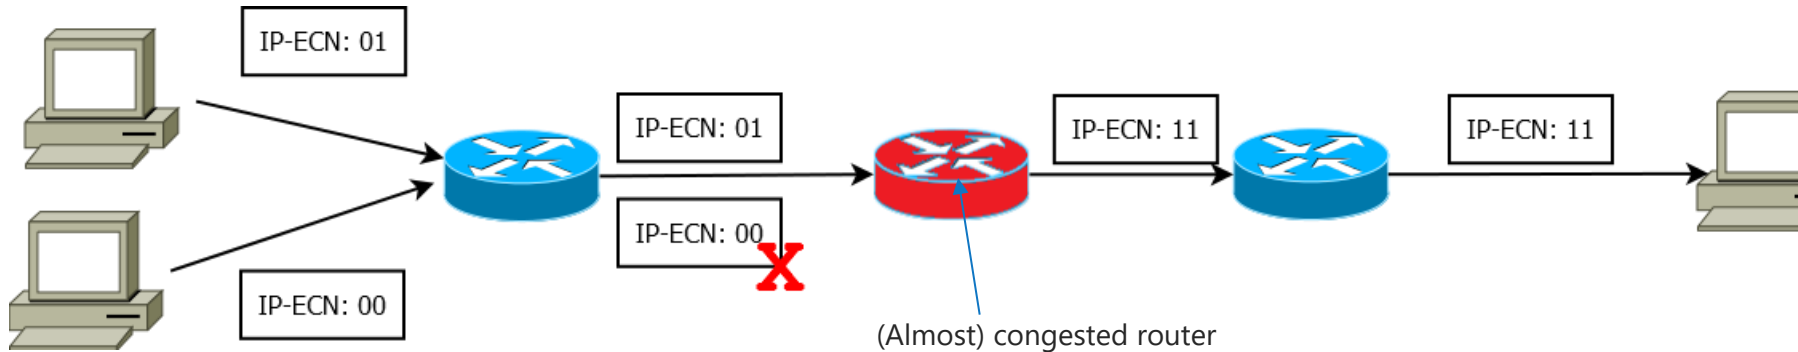 IP-ECN: 01
IP-ECN: 01
IP-ECN: 11
IP-ECN: 11
IP-ECN: 00
X
IP-ECN: 00
(Almost) congested router